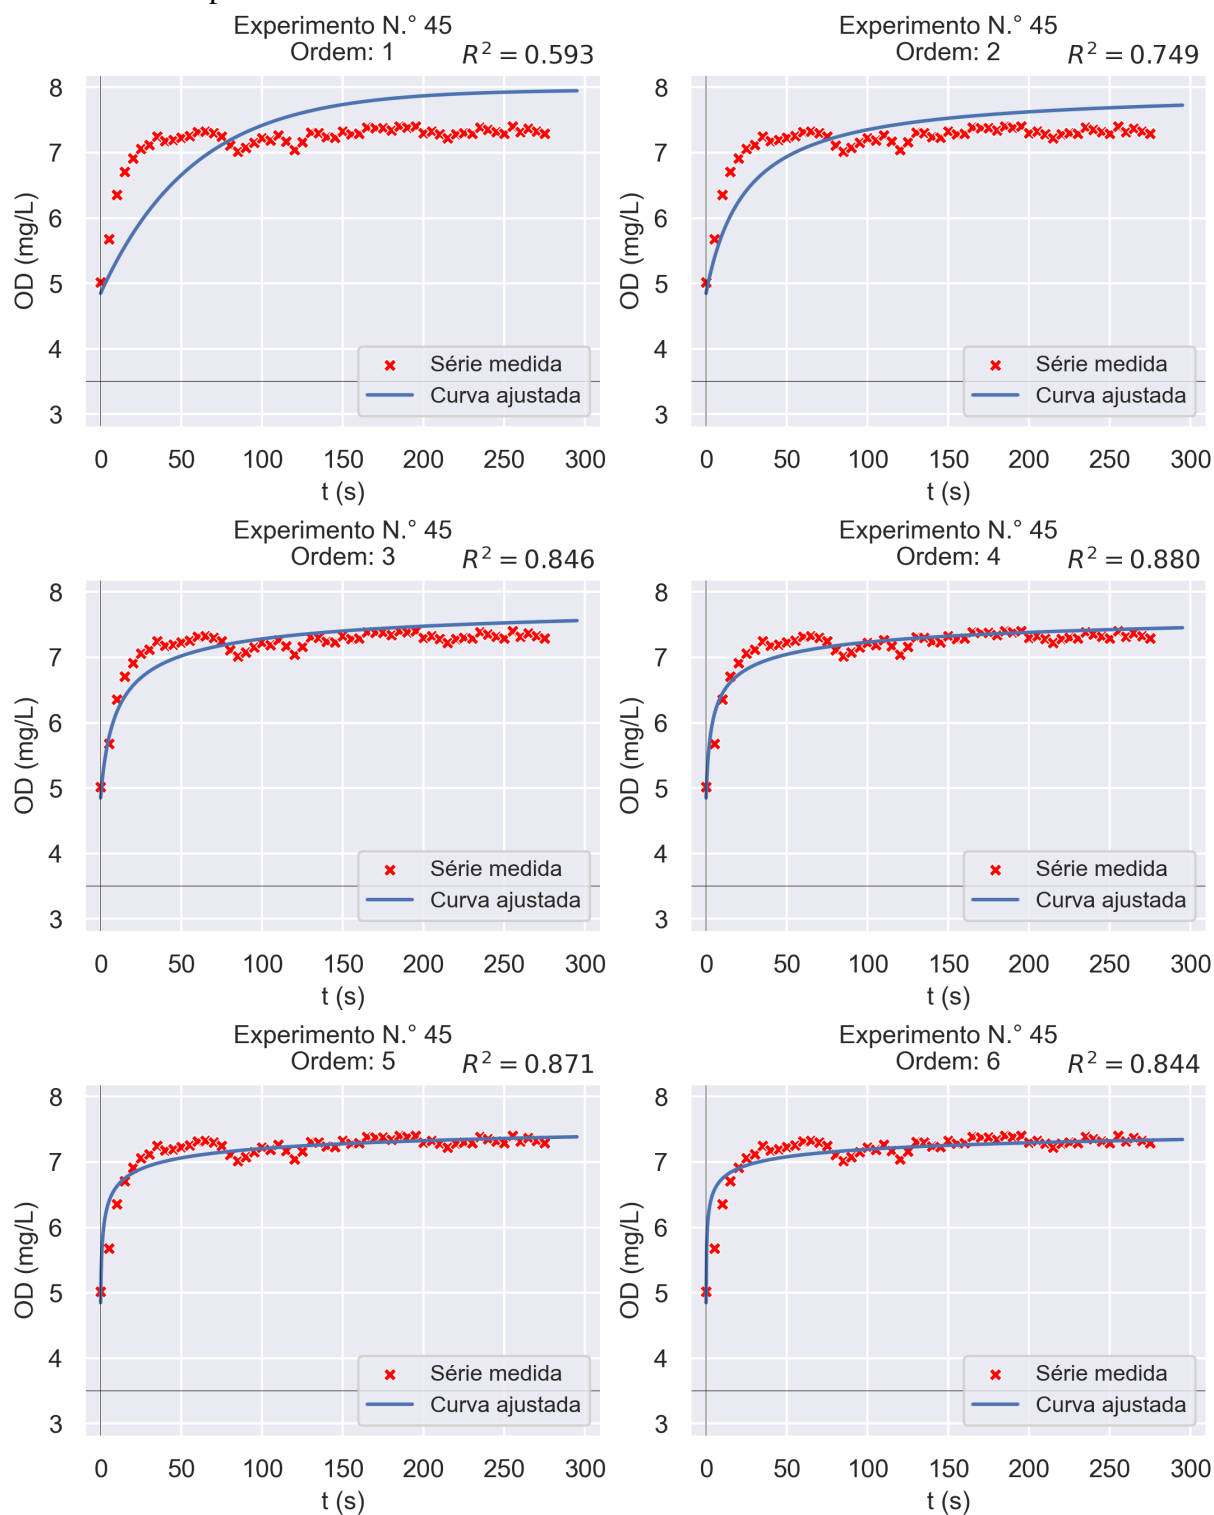 Experimento N.° 45
Ordem: 1 R² = 0.593
8
7
6
5
4
3
OD (mg/L)
Série medida
Curva ajustada
0 50 100 150 200 250 300
t (s)
Experimento N.° 45
Ordem: 2 R² = 0.749
8
7
6
5
4
3
OD (mg/L)
Série medida
Curva ajustada
0 50 100 150 200 250 300
t (s)
Experimento N.° 45
Ordem: 3 R² = 0.846
8
7
6
5
4
3
OD (mg/L)
Série medida
Curva ajustada
0 50 100 150 200 250 300
t (s)
Experimento N.° 45
Ordem: 4 R² = 0.880
8
7
6
5
4
3
OD (mg/L)
Série medida
Curva ajustada
0 50 100 150 200 250 300
t (s)
Experimento N.° 45
Ordem: 5 R² = 0.871
8
7
6
5
4
3
OD (mg/L)
Série medida
Curva ajustada
0 50 100 150 200 250 300
t (s)
Experimento N.° 45
Ordem: 6 R² = 0.844
8
7
6
5
4
3
OD (mg/L)
Série medida
Curva ajustada
0 50 100 150 200 250 300
t (s)